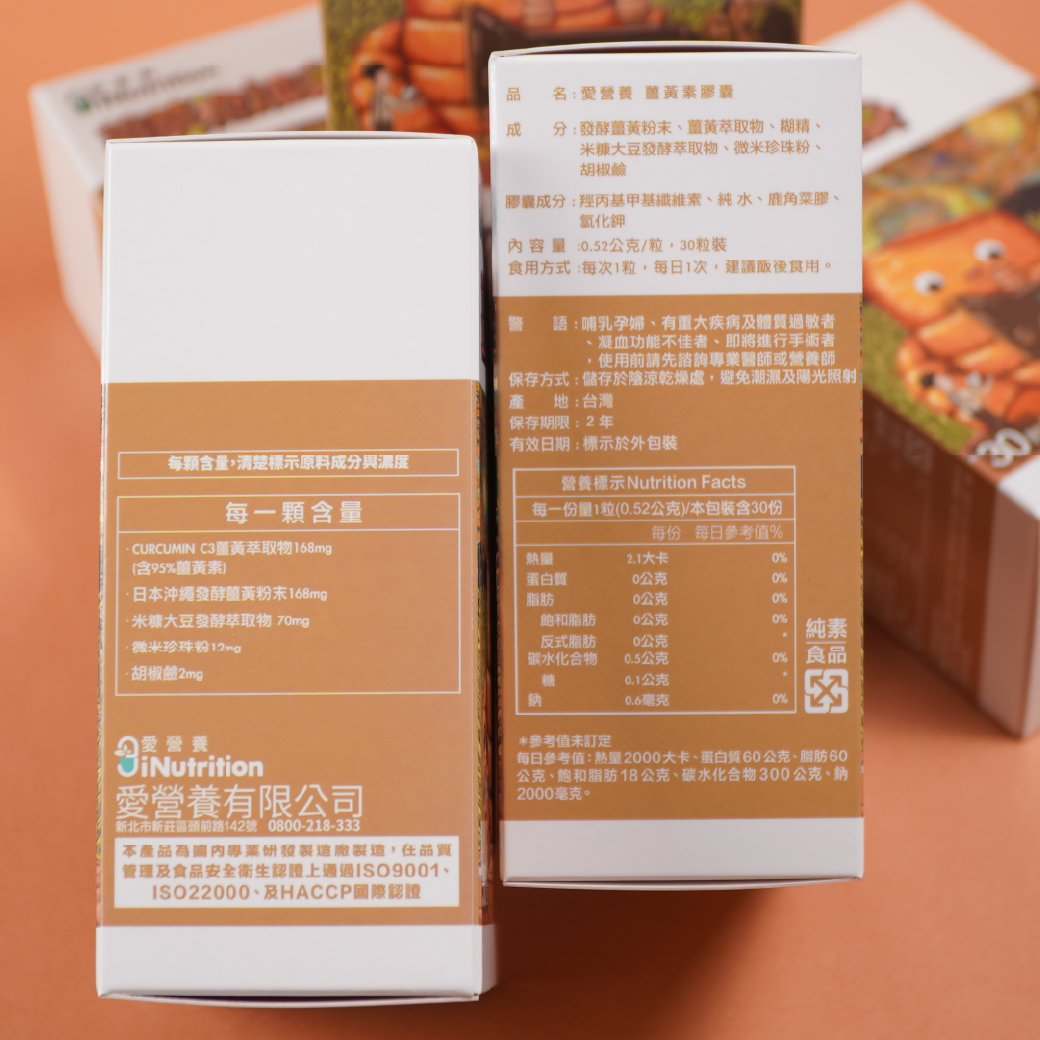 每顆含量，清楚標示原料成分與濃度
每一顆含量
·CURCUMIN C3薑黃萃取物168mg
(含95%薑黃素)
·日本沖繩發酵薑黃粉末168mg
·米糠大豆發酵萃取物 70mg
·微米珍珠粉12mg
·胡椒鹼2mg
愛營養
iNutrition
愛營養有限公司
新北市新莊區頭前路142號 0800-218-333
本產品為國內專業研發製造廠製造，在品質
管理及食品安全衛生認證上通過ISO9001、
ISO22000、及HACCP國際認證
品 名：愛營養 薑黃素膠囊
成 分：發酵薑黃粉末、薑黃萃取物、糊精、
米糠大豆發酵萃取物、微米珍珠粉、
胡椒鹼
膠囊成分：羥丙基甲基纖維素、純 水、鹿角菜膠、
氯化鉀
內 容 量 :0.52公克/粒，30粒裝
食用方式：每次1粒，每日1次，建議飯後食用。
警 語：哺乳孕婦、有重大疾病及體質過敏者
、凝血功能不佳者、即將進行手術者
，使用前請先諮詢專業醫師或營養師
保存方式：儲存於陰涼乾燥處，避免潮濕及陽光照射
產 地：台灣
保存期限：2 年
有效日期：標示於外包裝
營養標示Nutrition Facts
每一份量1粒(0.52公克)/本包裝含30份
每份 每日參考值%
熱量 2.1大卡 0%
蛋白質 0公克 0%
脂肪 0公克 0%
飽和脂肪 0公克 0%
反式脂肪 0公克 *
碳水化合物 0.5公克 0%
糖 0.1公克 *
鈉 0.6毫克 0%
純素
食品
*參考值未訂定
每日參考值：熱量2000大卡、蛋白質60公克、脂肪60
公克、飽和脂肪18公克、碳水化合物300公克、鈉
2000毫克。
30